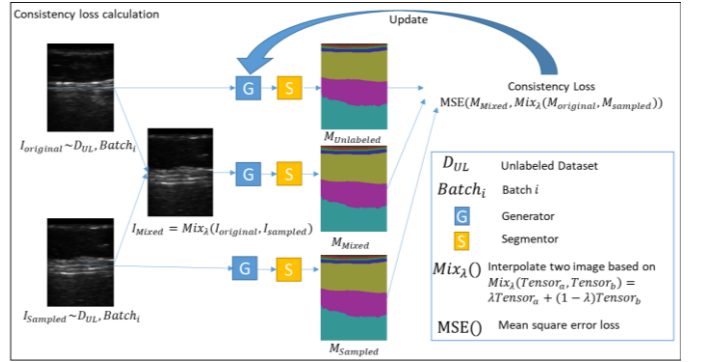 Consistency loss calculation
Update
G
S
M_Unlabeled
Consistency Loss
MSE(M_Mixed, Mix_λ(M_original, M_sampled))
I_original~D_UL, Batch_i
G
S
I_Mixed = Mix_λ(I_original, I_sampled)
M_Mixed
G
S
I_Sampled~D_UL, Batch_i
M_Sampled
D_UL Unlabeled Dataset
Batch_i Batch i
G Generator
S Segmentor
Mix_λ() Interpolate two image based on
Mix_λ(Tensor_a, Tensor_b) =
λTensor_a + (1 − λ)Tensor_b
MSE() Mean square error loss